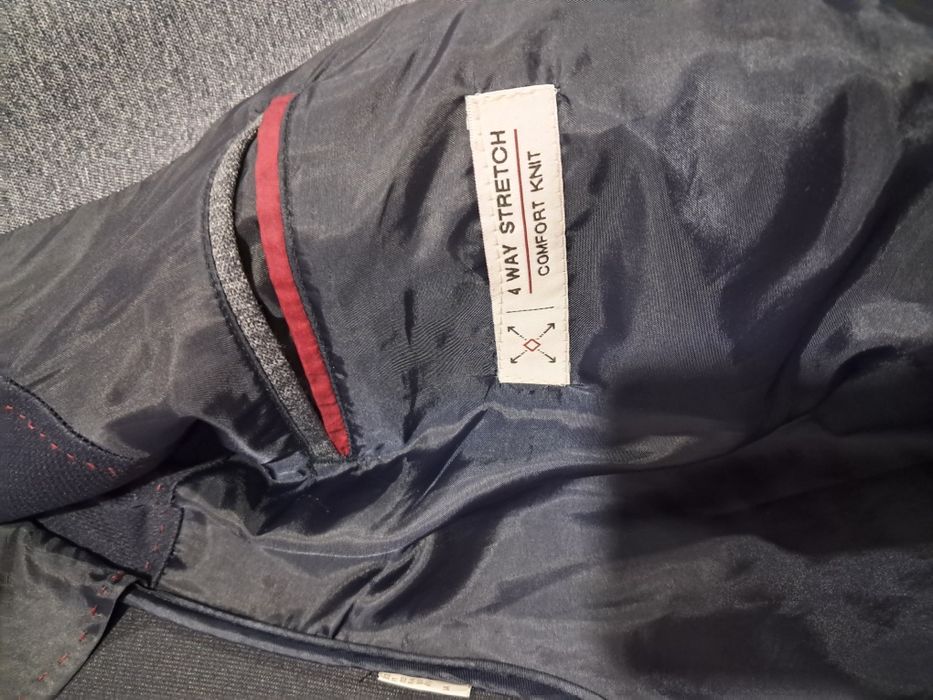 4 WAY STRETCH
COMFORT KNIT